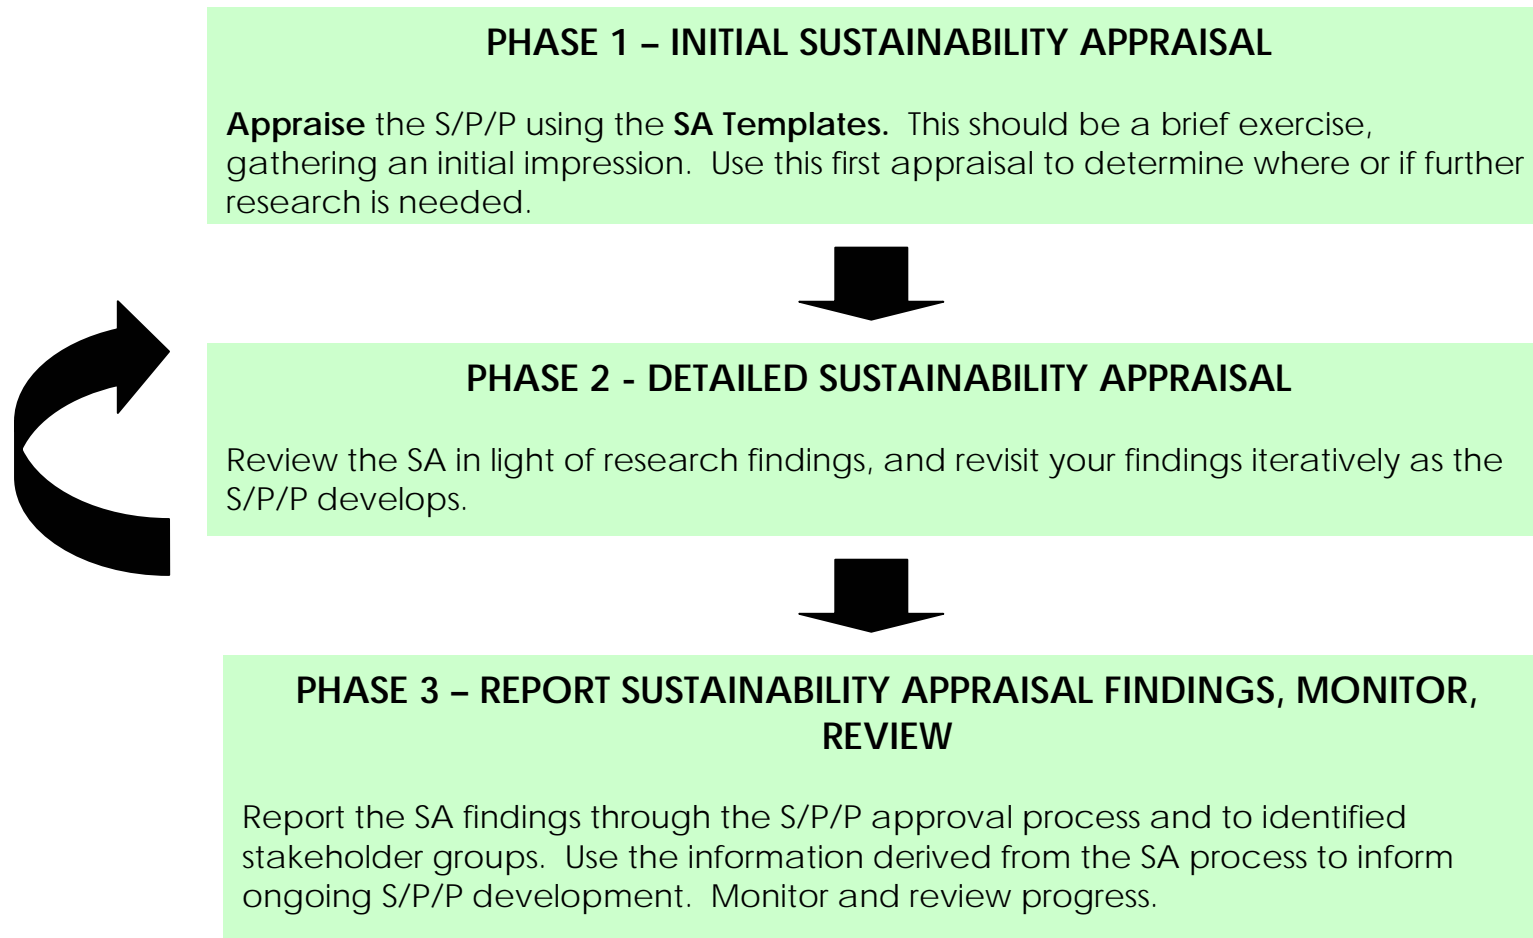 PHASE 1 – INITIAL SUSTAINABILITY APPRAISAL
Appraise the S/P/P using the SA Templates. This should be a brief exercise,
gathering an initial impression. Use this first appraisal to determine where or if further
research is needed.
PHASE 2 - DETAILED SUSTAINABILITY APPRAISAL
Review the SA in light of research findings, and revisit your findings iteratively as the
S/P/P develops.
PHASE 3 – REPORT SUSTAINABILITY APPRAISAL FINDINGS, MONITOR,
REVIEW
Report the SA findings through the S/P/P approval process and to identified
stakeholder groups. Use the information derived from the SA process to inform
ongoing S/P/P development. Monitor and review progress.